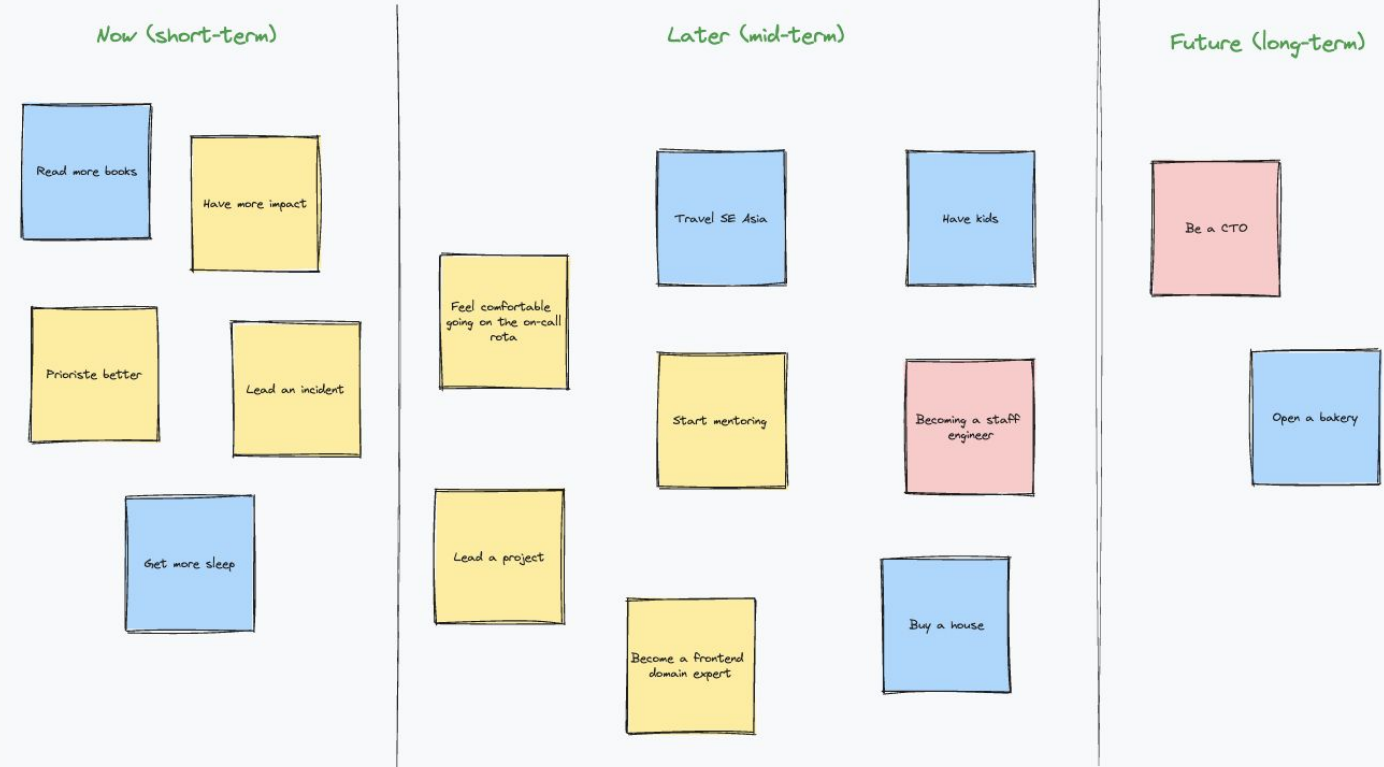 Now (short-term)
Later (mid-term)
Future (long-term)
Read more books
Have more impact
Prioriste better
Lead an incident
Get more sleep
Feel comfortable
going on the on-call
rota
Travel SE Asia
Have kids
Start mentoring
Becoming a staff
engineer
Lead a project
Become a frontend
domain expert
Buy a house
Be a CTO
Open a bakery